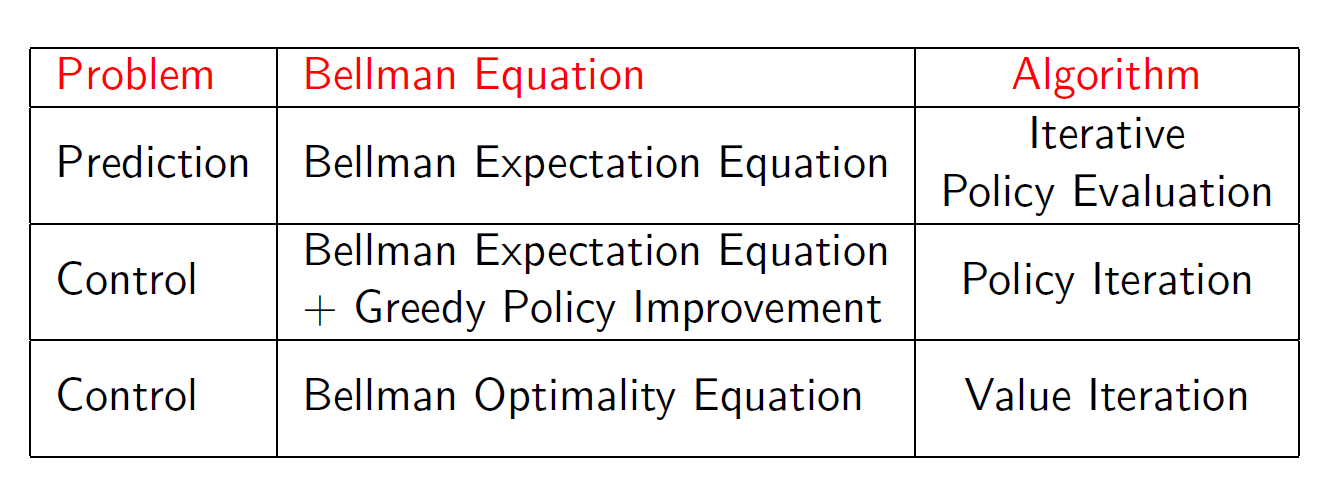 Problem
Bellman Equation
Algorithm
Prediction
Bellman Expectation Equation
Iterative
Policy Evaluation
Control
Bellman Expectation Equation
+ Greedy Policy Improvement
Policy Iteration
Control
Bellman Optimality Equation
Value Iteration